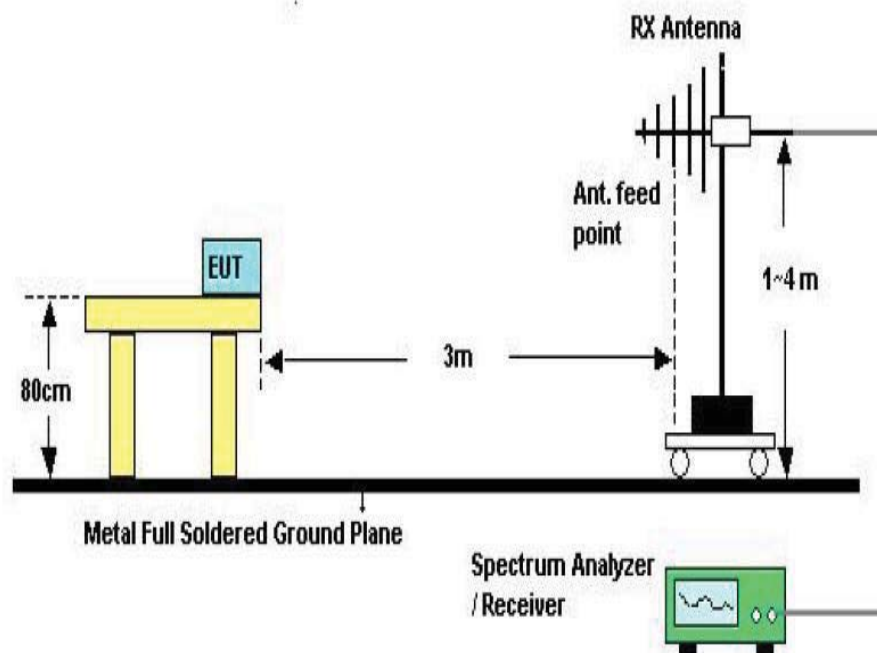 RX Antenna
Ant. feed
point
EUT
1~4 m
3m
80cm
Metal Full Soldered Ground Plane
Spectrum Analyzer
/ Receiver